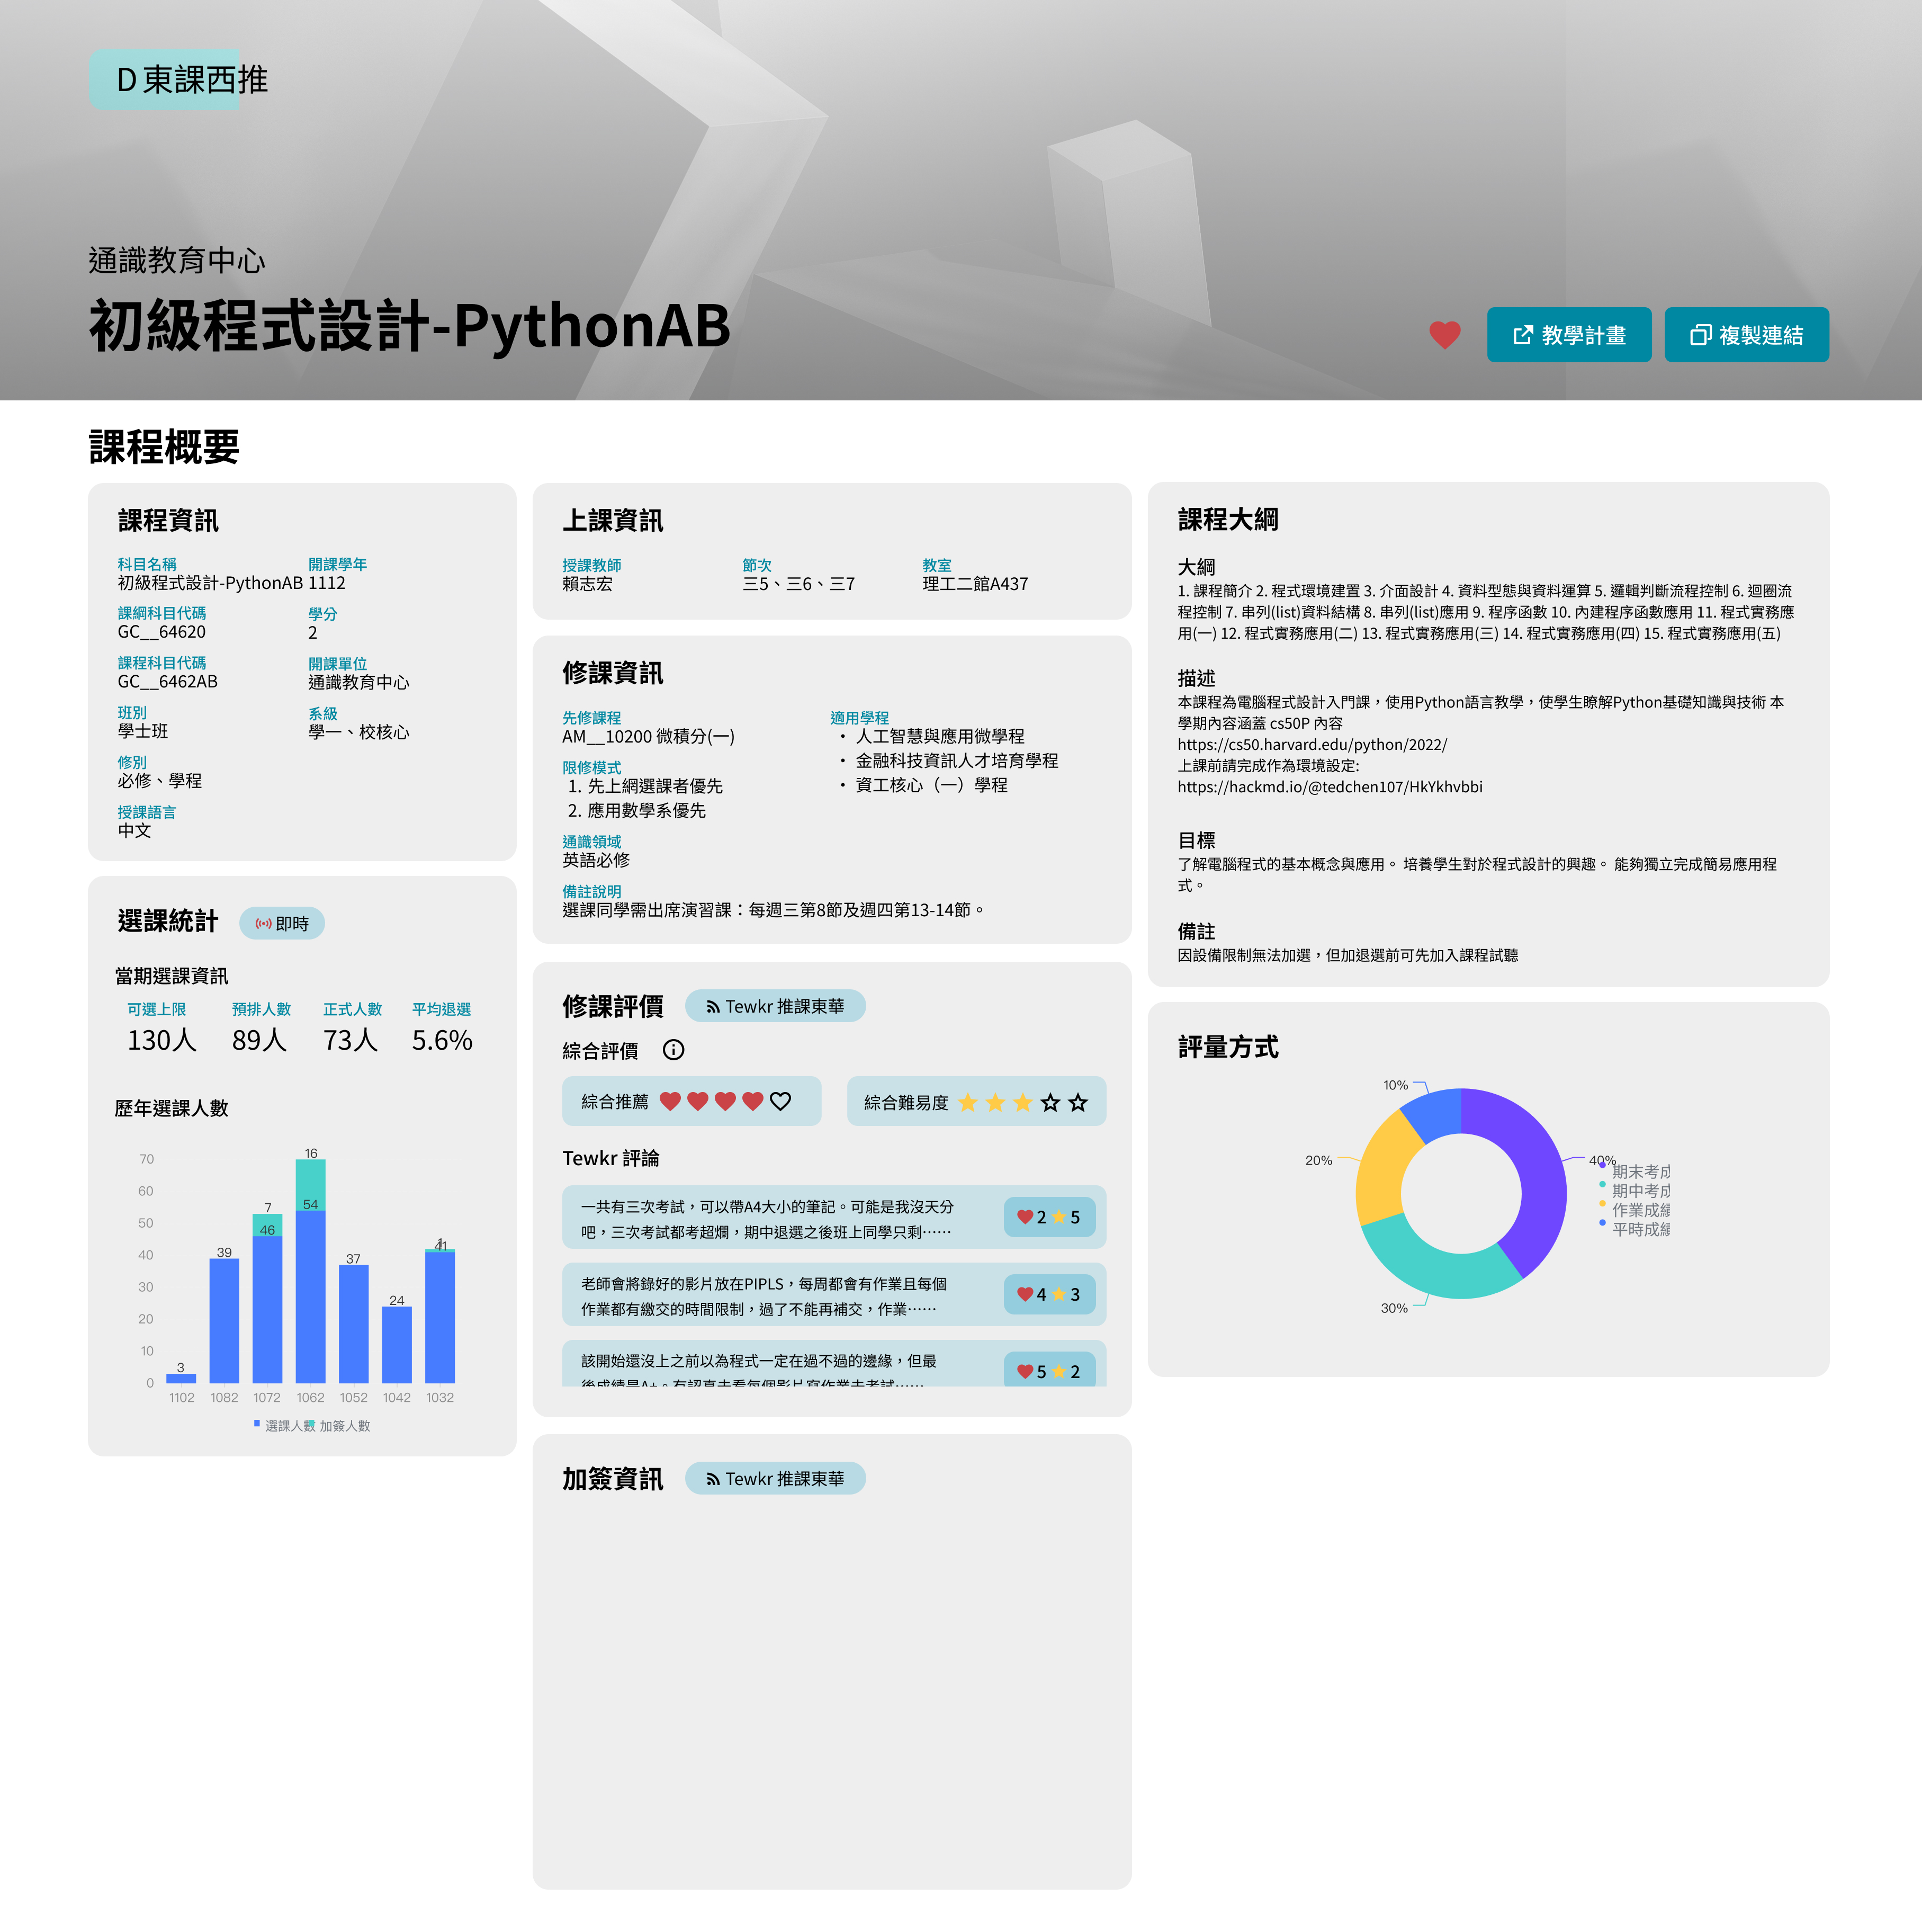 D 東課西推
通識教育中心
初級程式設計-PythonAB
教學計畫
複製連結
課程概要
課程資訊
科目名稱
初級程式設計-PythonAB
開課學年
1112
課綱科目代碼
GC__64620
學分
2
課程科目代碼
GC__6462AB
開課單位
通識教育中心
班別
學士班
系級
學一、校核心
修別
必修、學程
授課語言
中文
選課統計
即時
當期選課資訊
可選上限
130人
預排人數
89人
正式人數
73人
平均退選
5.6%
歷年選課人數
70
60
50
40
30
20
10
0
3
39
7
46
16
54
37
24
1
41
1102 1082 1072 1062 1052 1042 1032
選課人數 加簽人數
上課資訊
授課教師
賴志宏
節次
三5、三6、三7
教室
理工二館A437
修課資訊
先修課程
AM__10200 微積分(一)
限修模式
1. 先上網選課者優先
2. 應用數學系優先
通識領域
英語必修
備註說明
選課同學需出席演習課：每週三第8節及週四第13-14節。
適用學程
• 人工智慧與應用微學程
• 金融科技資訊人才培育學程
• 資工核心（一）學程
修課評價
Tewkr 推課東華
綜合評價
綜合推薦
綜合難易度
Tewkr 評論
一共有三次考試，可以帶A4大小的筆記。可能是我沒天分
吧，三次考試都考超爛，期中退選之後班上同學只剩⋯⋯
2 5
老師會將錄好的影片放在PIPLS，每周都會有作業且每個
作業都有繳交的時間限制，過了不能再補交，作業⋯⋯
4 3
該開始還沒上之前以為程式一定在過不過的邊緣，但最
後成績是A+。有認真去看每個影片寫作業去考試⋯⋯
5 2
加簽資訊
Tewkr 推課東華
課程大綱
大綱
1. 課程簡介 2. 程式環境建置 3. 介面設計 4. 資料型態與資料運算 5. 邏輯判斷流程控制 6. 迴圈流
程控制 7. 串列(list)資料結構 8. 串列(list)應用 9. 程序函數 10. 內建程序函數應用 11. 程式實務應
用(一) 12. 程式實務應用(二) 13. 程式實務應用(三) 14. 程式實務應用(四) 15. 程式實務應用(五)
描述
本課程為電腦程式設計入門課，使用Python語言教學，使學生瞭解Python基礎知識與技術 本
學期內容涵蓋 cs50P 內容
https://cs50.harvard.edu/python/2022/
上課前請完成作為環境設定:
https://hackmd.io/@tedchen107/HkYkhvbbi
目標
了解電腦程式的基本概念與應用。 培養學生對於程式設計的興趣。 能夠獨立完成簡易應用程
式。
備註
因設備限制無法加選，但加退選前可先加入課程試聽
評量方式
10%
20%
30%
40%
期末考成
期中考成
作業成績
平時成績